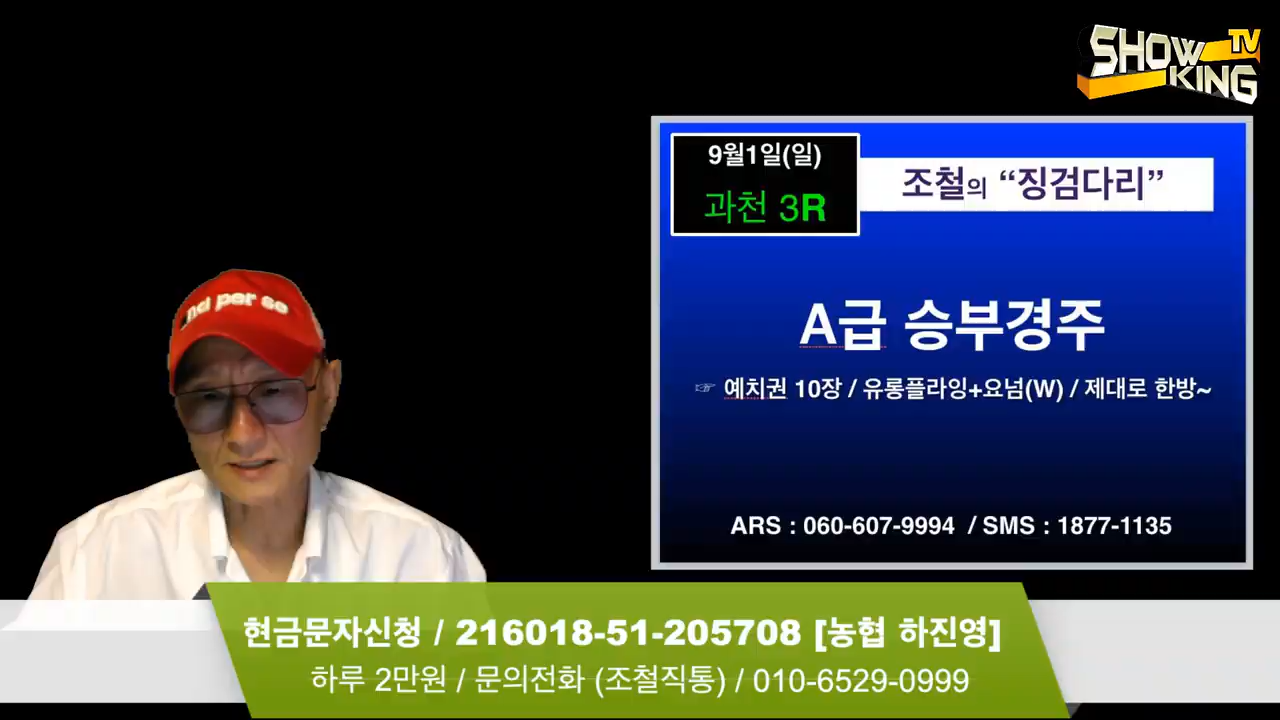 SHOW TV
KING
9월1일(일)
과천 3R
조철의 “징검다리”
A급 승부경주
☞ 예치권 10장 / 유롱플라잉+요넘(W) / 제대로 한방~
ARS : 060-607-9994 / SMS : 1877-1135
nd per se
현금문자신청 / 216018-51-205708 [농협 하진영]
하루 2만원 / 문의전화 (조철직통) / 010-6529-0999